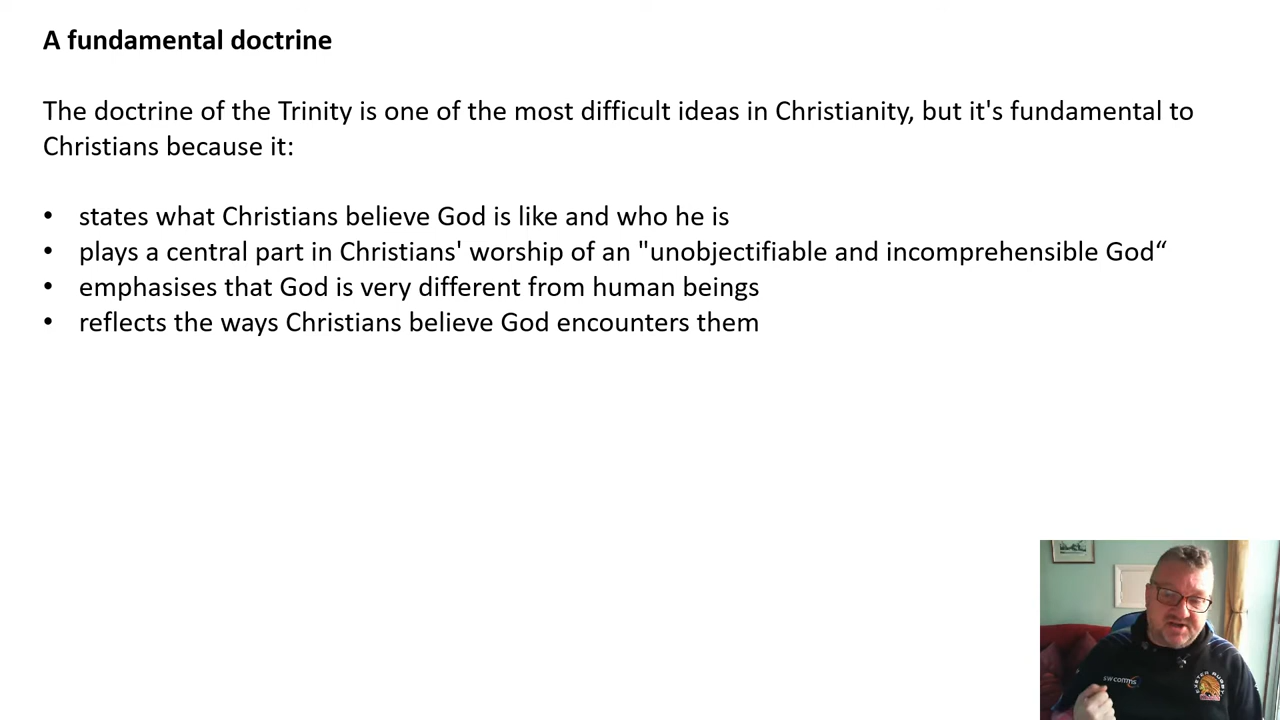 A fundamental doctrine
The doctrine of the Trinity is one of the most difficult ideas in Christianity, but it's fundamental to
Christians because it:
• states what Christians believe God is like and who he is
• plays a central part in Christians' worship of an "unobjectifiable and incomprehensible God“
• emphasises that God is very different from human beings
• reflects the ways Christians believe God encounters them
swcomms
EXETER RUGBY